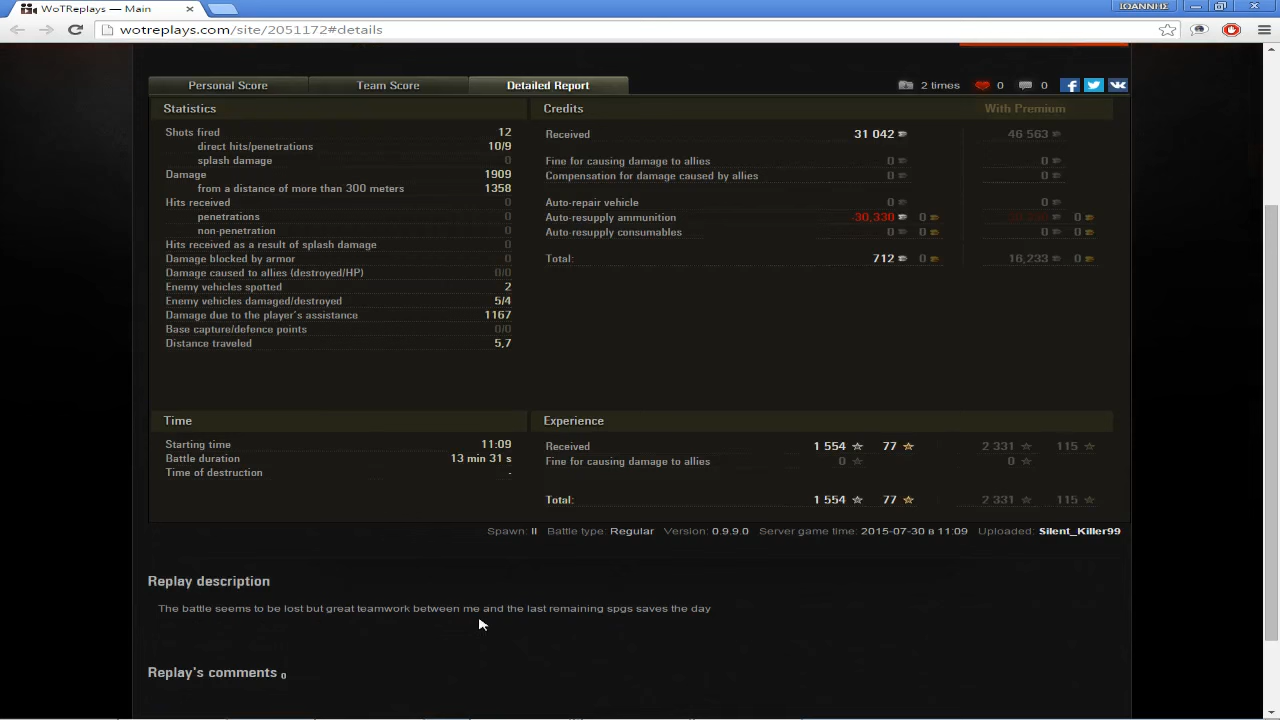 WoTReplays — Main
ΙΩΑΝΝΗΣ
wotreplays.com/site/2051172#details
Personal Score Team Score Detailed Report 2 times 0 0
Statistics Credits With Premium
Shots fired 12 Received 31 042 46 563
direct hits/penetrations 10/9
splash damage 0 Fine for causing damage to allies 0 0
Damage 1909 Compensation for damage caused by allies 0 0
from a distance of more than 300 meters 1358
Hits received 0 Auto-repair vehicle 0 0
penetrations 0 Auto-resupply ammunition -30,330 0 -30,330 0
non-penetration 0 Auto-resupply consumables 0 0 0 0
Hits received as a result of splash damage 0
Damage blocked by armor 0 Total: 712 0 16,233 0
Damage caused to allies (destroyed/HP) 0/0
Enemy vehicles spotted 2
Enemy vehicles damaged/destroyed 5/4
Damage due to the player's assistance 1167
Base capture/defence points 0/0
Distance traveled 5,7
Time Experience
Starting time 11:09 Received 1 554 77 2 331 115
Battle duration 13 min 31 s Fine for causing damage to allies 0 0
Time of destruction -
Total: 1 554 77 2 331 115
Spawn: II Battle type: Regular Version: 0.9.9.0 Server game time: 2015-07-30 в 11:09 Uploaded: $ilent_Killer99
Replay description
The battle seems to be lost but great teamwork between me and the last remaining spgs saves the day
Replay's comments 0